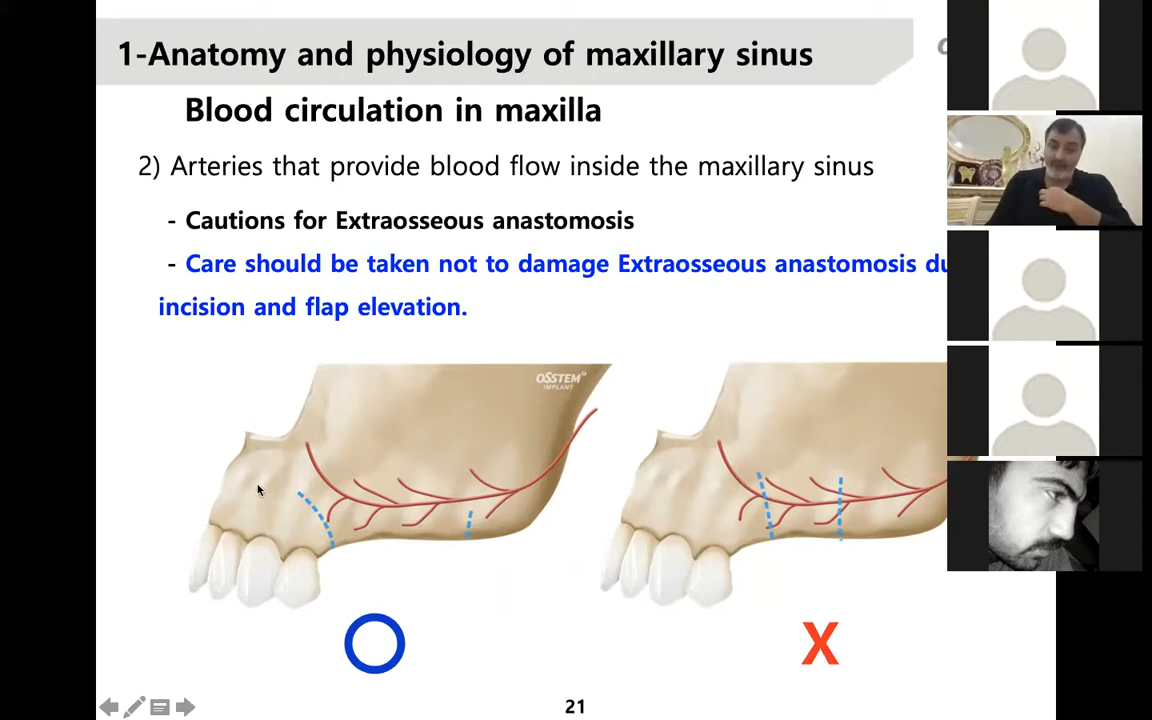 1-Anatomy and physiology of maxillary sinus
Blood circulation in maxilla
2) Arteries that provide blood flow inside the maxillary sinus
- Cautions for Extraosseous anastomosis
- Care should be taken not to damage Extraosseous anastomosis
incision and flap elevation.
OSSTEM
IMPLANT
O
X
21